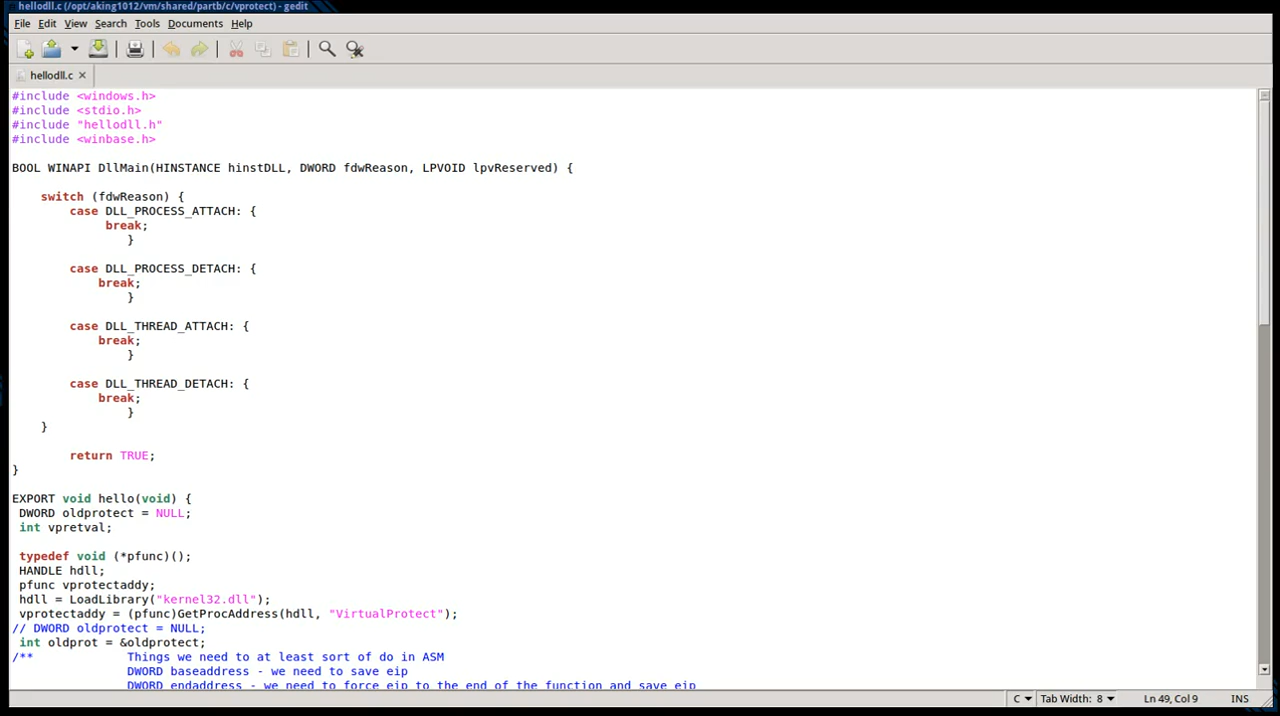 hellodll.c (/opt/aking1012/vm/shared/partb/c/vprotect) - gedit
File Edit View Search Tools Documents Help
hellodll.c
#include <windows.h>
#include <stdio.h>
#include "hellodll.h"
#include <winbase.h>
BOOL WINAPI DllMain(HINSTANCE hinstDLL, DWORD fdwReason, LPVOID lpvReserved) {
switch (fdwReason) {
case DLL_PROCESS_ATTACH: {
break;
}
case DLL_PROCESS_DETACH: {
break;
}
case DLL_THREAD_ATTACH: {
break;
}
case DLL_THREAD_DETACH: {
break;
}
}
return TRUE;
}
EXPORT void hello(void) {
DWORD oldprotect = NULL;
int vpretval;
typedef void (*pfunc)();
HANDLE hdll;
pfunc vprotectaddy;
hdll = LoadLibrary("kernel32.dll");
vprotectaddy = (pfunc)GetProcAddress(hdll, "VirtualProtect");
// DWORD oldprotect = NULL;
int oldprot = &oldprotect;
/** Things we need to at least sort of do in ASM
DWORD baseaddress - we need to save eip
DWORD endaddress - we need to force eip to the end of the function and save eip
C Tab Width: 8 Ln 49, Col 9 INS